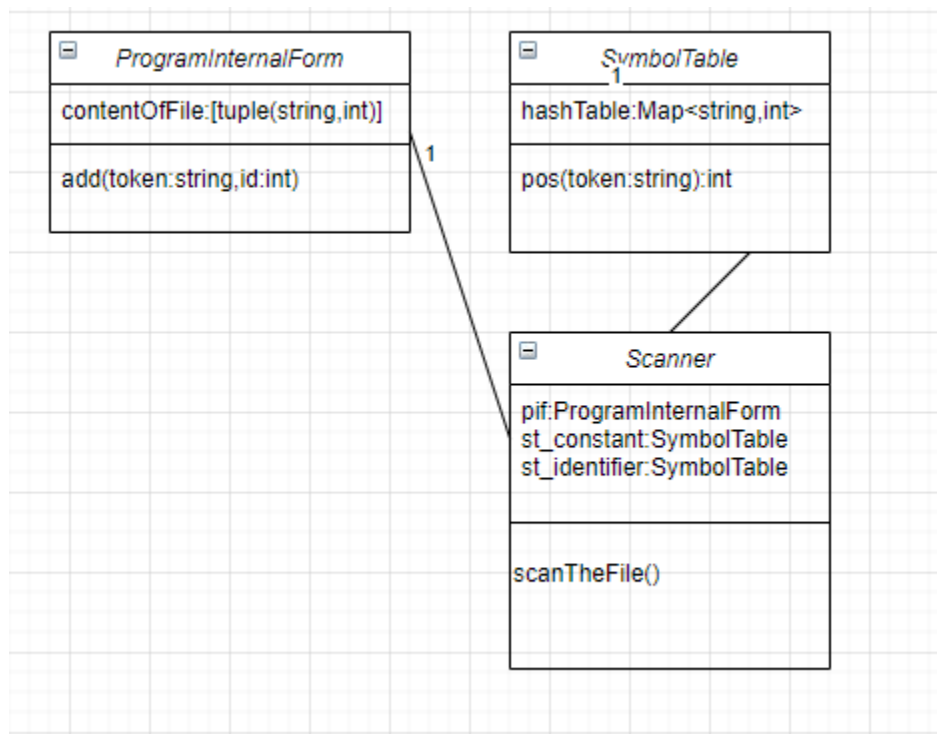 ProgramInternalForm
contentOfFile:[tuple(string,int)]
add(token:string,id:int)
1
SymbolTable
1
hashTable:Map<string,int>
pos(token:string):int
Scanner
pif:ProgramInternalForm
st_constant:SymbolTable
st_identifier:SymbolTable
scanTheFile()